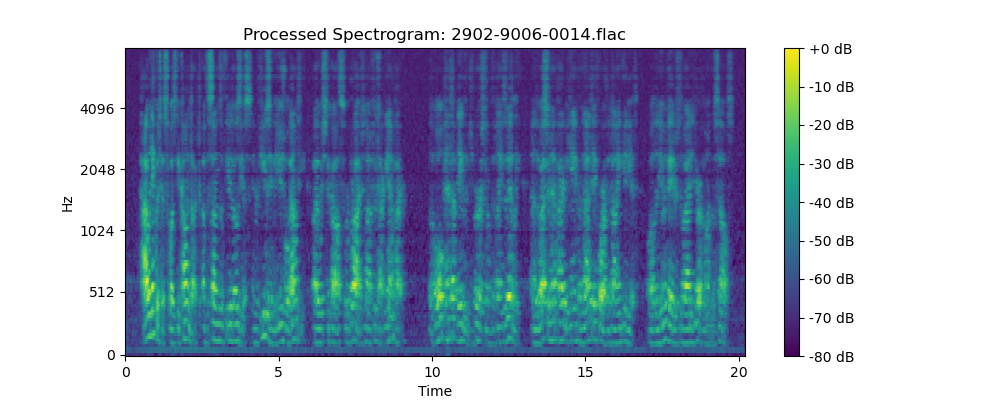 Processed Spectrogram: 2902-9006-0014.flac
Hz
4096
2048
1024
512
0
0 5 10 15 20
Time
+0 dB
-10 dB
-20 dB
-30 dB
-40 dB
-50 dB
-60 dB
-70 dB
-80 dB